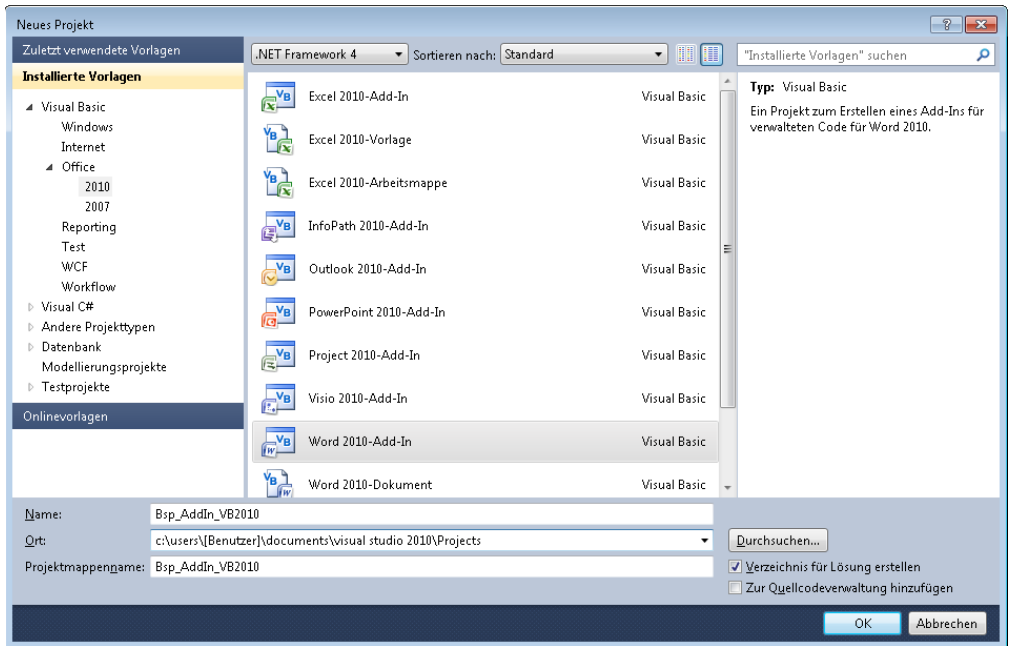 Neues Projekt
Zuletzt verwendete Vorlagen
.NET Framework 4
Sortieren nach: Standard
"Installierte Vorlagen" suchen
Installierte Vorlagen
Visual Basic
Windows
Internet
Office
2010
2007
Reporting
Test
WCF
Workflow
Visual C#
Andere Projekttypen
Datenbank
Modellierungsprojekte
Testprojekte
Onlinevorlagen
Excel 2010-Add-In Visual Basic
Excel 2010-Vorlage Visual Basic
Excel 2010-Arbeitsmappe Visual Basic
InfoPath 2010-Add-In Visual Basic
Outlook 2010-Add-In Visual Basic
PowerPoint 2010-Add-In Visual Basic
Project 2010-Add-In Visual Basic
Visio 2010-Add-In Visual Basic
Word 2010-Add-In Visual Basic
Word 2010-Dokument Visual Basic
Typ: Visual Basic
Ein Projekt zum Erstellen eines Add-Ins für
verwalteten Code für Word 2010.
Name: Bsp_AddIn_VB2010
Ort: c:\users\[Benutzer]\documents\visual studio 2010\Projects
Durchsuchen...
Projektmappenname: Bsp_AddIn_VB2010
Verzeichnis für Lösung erstellen
Zur Quellcodeverwaltung hinzufügen
OK
Abbrechen